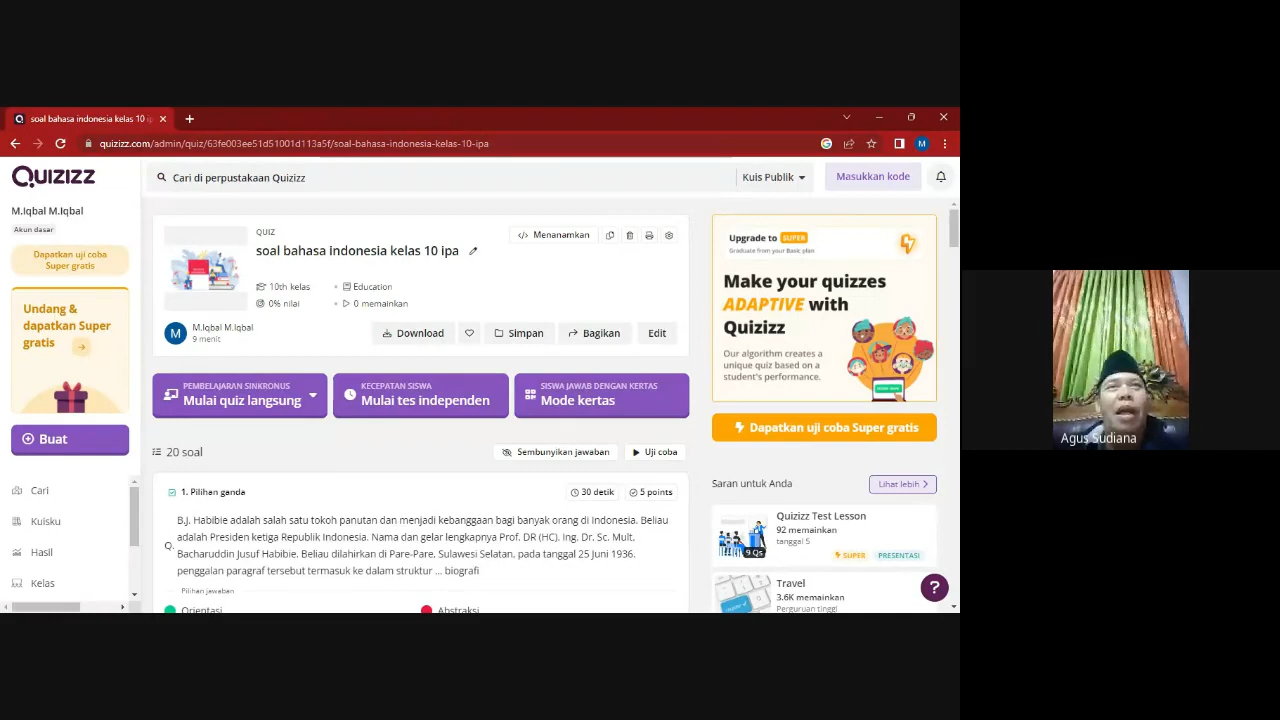 soal bahasa indonesia kelas 10 ip
quizizz.com/admin/quiz/63fe003ee51d51001d113a5f/soal-bahasa-indonesia-kelas-10-ipa
M
QUIZIZZ
Cari di perpustakaan Quizizz
Kuis Publik
Masukkan kode
M.Iqbal M.Iqbal
Akun dasar
Dapatkan uji coba
Super gratis
Undang &
dapatkan Super
gratis
Buat
Cari
Kuisku
Hasil
Kelas
QUIZ
soal bahasa indonesia kelas 10 ipa
Menanamkan
10th kelas
Education
0% nilai
0 memainkan
M
M.Iqbal M.Iqbal
9 menit
Download
Simpan
Bagikan
Edit
PEMBELAJARAN SINKRONUS
Mulai quiz langsung
KECEPATAN SISWA
Mulai tes independen
SISWA JAWAB DENGAN KERTAS
Mode kertas
20 soal
Sembunyikan jawaban
Uji coba
1. Pilihan ganda
30 detik
5 points
Q.
B.J. Habibie adalah salah satu tokoh panutan dan menjadi kebanggaan bagi banyak orang di Indonesia. Beliau
adalah Presiden ketiga Republik Indonesia. Nama dan gelar lengkapnya Prof. DR (HC). Ing. Dr. Sc. Mult.
Bacharuddin Jusuf Habibie. Beliau dilahirkan di Pare-Pare, Sulawesi Selatan, pada tanggal 25 Juni 1936.
penggalan paragraf tersebut termasuk ke dalam struktur ... biografi
Pilihan jawaban
Orientasi
Abstraksi
Upgrade to SUPER
Graduate from your Basic plan
Make your quizzes
ADAPTIVE with
Quizizz
Our algorithm creates a
unique quiz based on a
student's performance.
Dapatkan uji coba Super gratis
Saran untuk Anda
Lihat lebih
Quizizz Test Lesson
92 memainkan
tanggal 5
9 Qs
SUPER
PRESENTASI
Travel
3.6K memainkan
Perguruan tinggi
?
Agus Sudiana